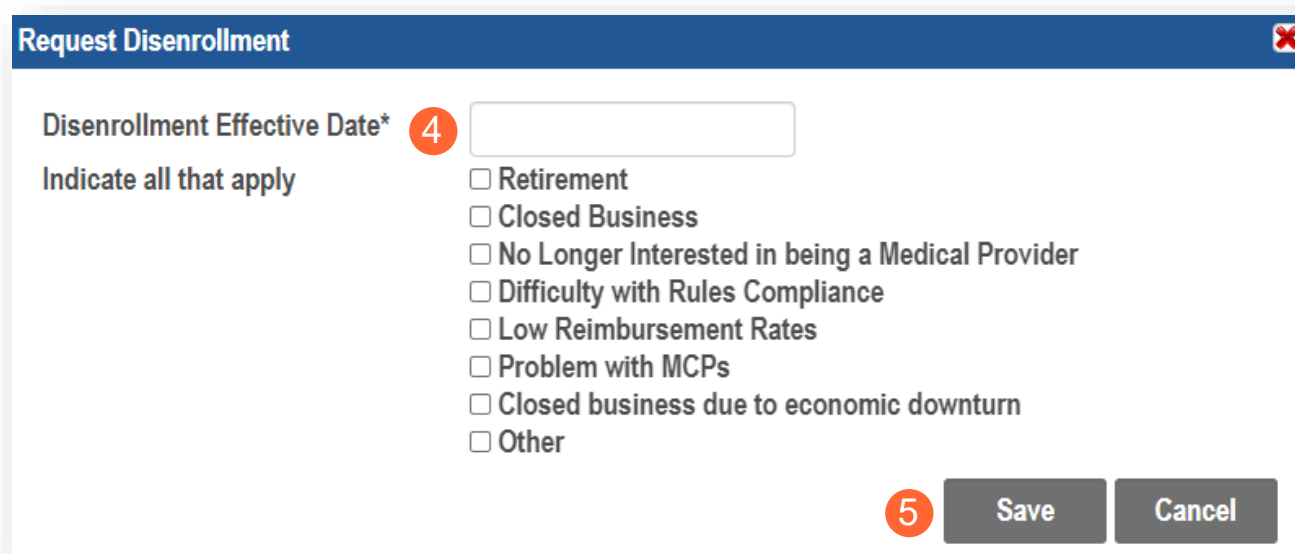 Request Disenrollment
Disenrollment Effective Date* 4
Indicate all that apply
Retirement
Closed Business
No Longer Interested in being a Medical Provider
Difficulty with Rules Compliance
Low Reimbursement Rates
Problem with MCPs
Closed business due to economic downturn
Other
5 Save Cancel